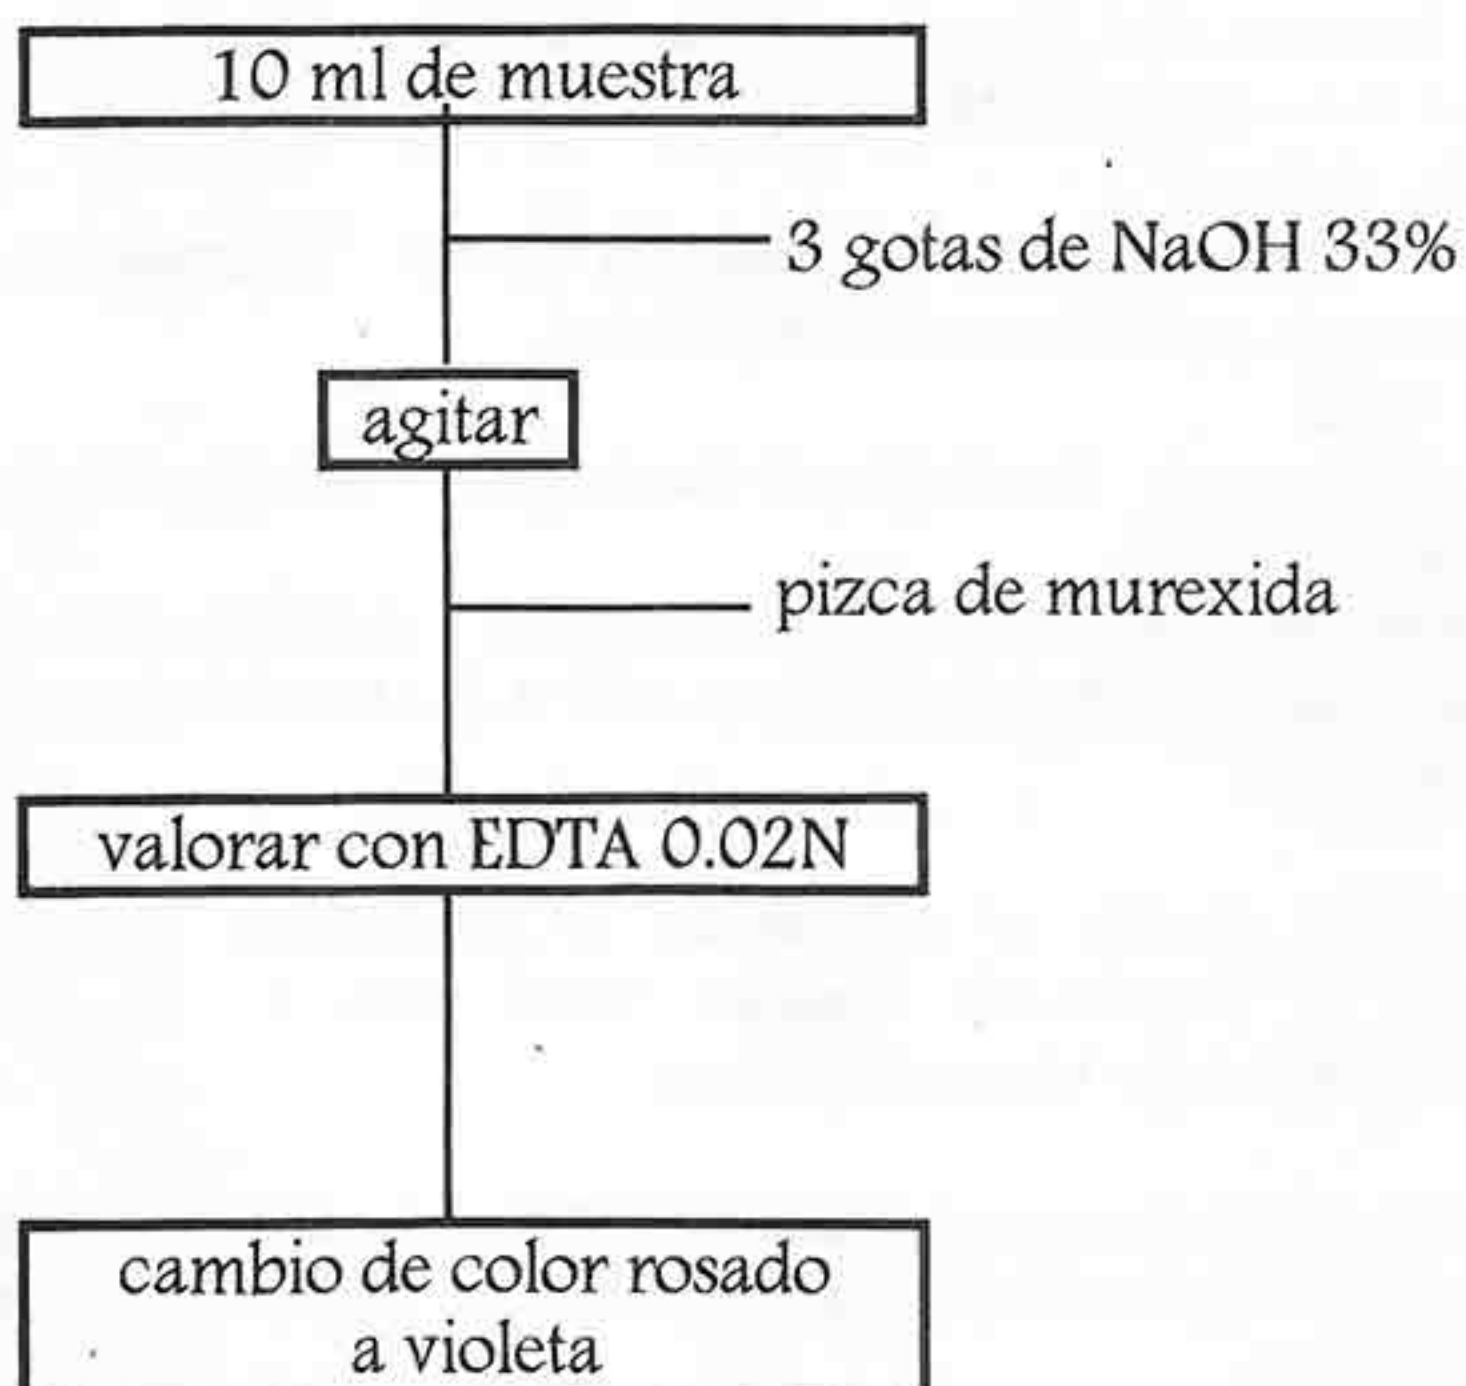 10 ml de muestra
3 gotas de NaOH 33%
agitar
pizca de murexida
valorar con EDTA 0.02N
cambio de color rosado
a violeta